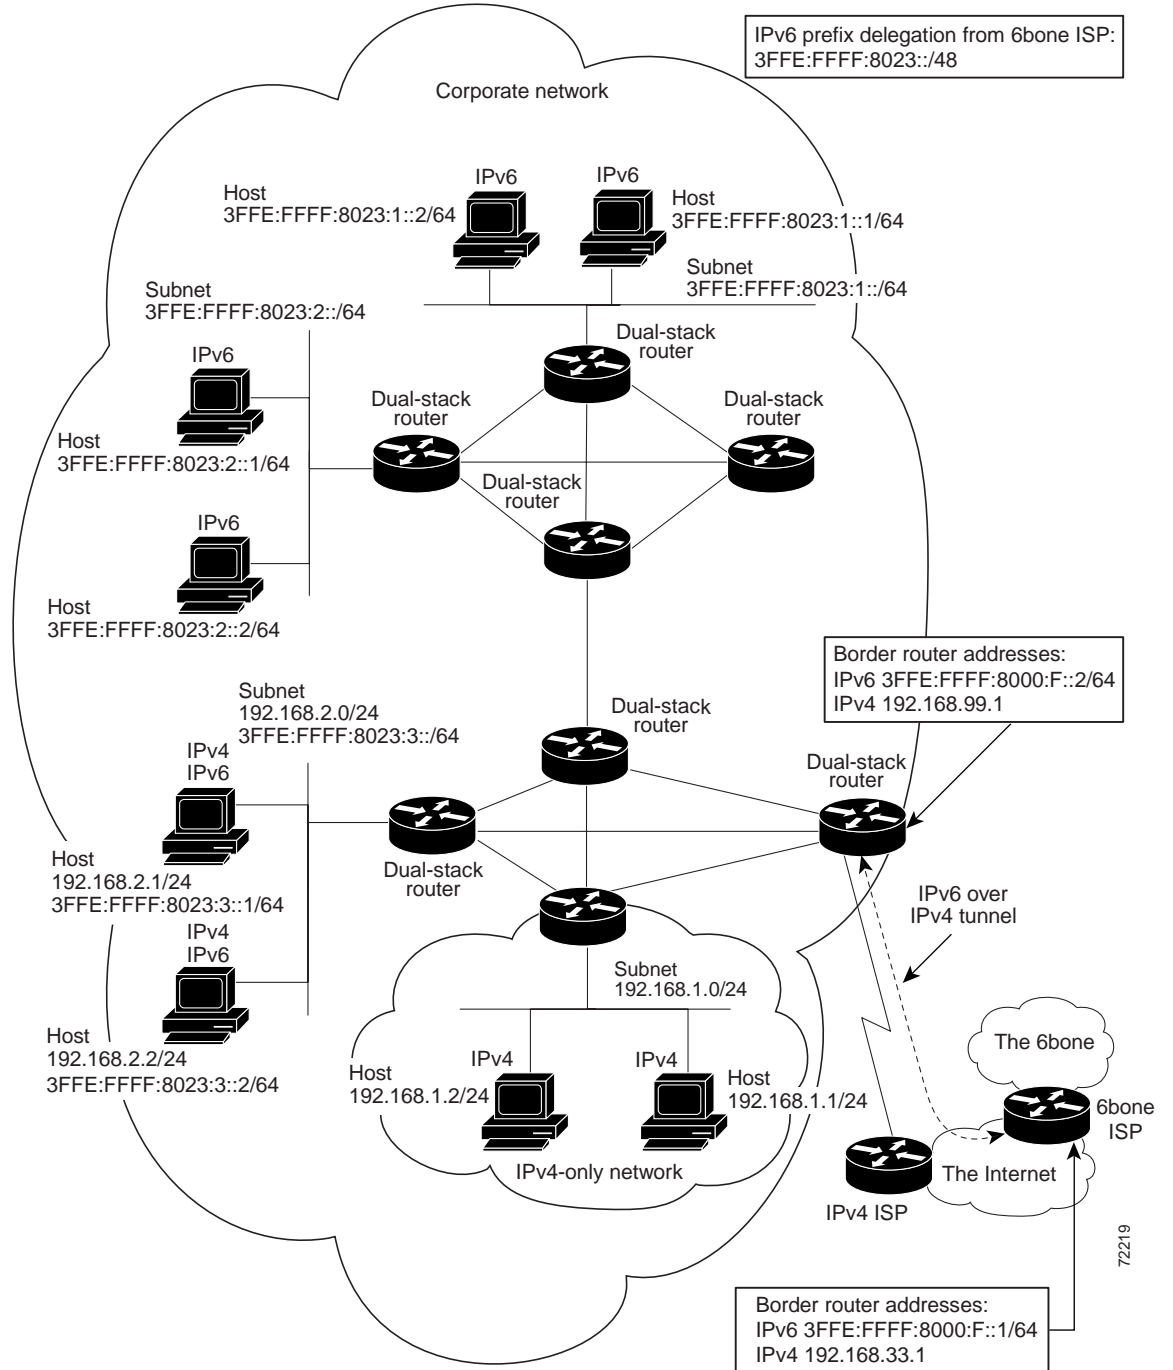 IPv6 prefix delegation from 6bone ISP:
3FFE:FFFF:8023::/48
Corporate network
IPv6
IPv6
Host
3FFE:FFFF:8023:1::2/64
Host
3FFE:FFFF:8023:1::1/64
Subnet
3FFE:FFFF:8023:1::/64
Subnet
3FFE:FFFF:8023:2::/64
Dual-stack
router
IPv6
Dual-stack
router
Dual-stack
router
Host
3FFE:FFFF:8023:2::1/64
Dual-stack
router
IPv6
Host
3FFE:FFFF:8023:2::2/64
Border router addresses:
IPv6 3FFE:FFFF:8000:F::2/64
IPv4 192.168.99.1
Subnet
192.168.2.0/24
3FFE:FFFF:8023:3::/64
Dual-stack
router
IPv4
IPv6
Dual-stack
router
Host
192.168.2.1/24
3FFE:FFFF:8023:3::1/64
Dual-stack
router
IPv6 over
IPv4 tunnel
IPv4
IPv6
Subnet
192.168.1.0/24
Host
192.168.2.2/24
3FFE:FFFF:8023:3::2/64
The 6bone
IPv4
IPv4
Host
192.168.1.2/24
Host
192.168.1.1/24
6bone
ISP
IPv4-only network
The Internet
IPv4 ISP
72219
Border router addresses:
IPv6 3FFE:FFFF:8000:F::1/64
IPv4 192.168.33.1